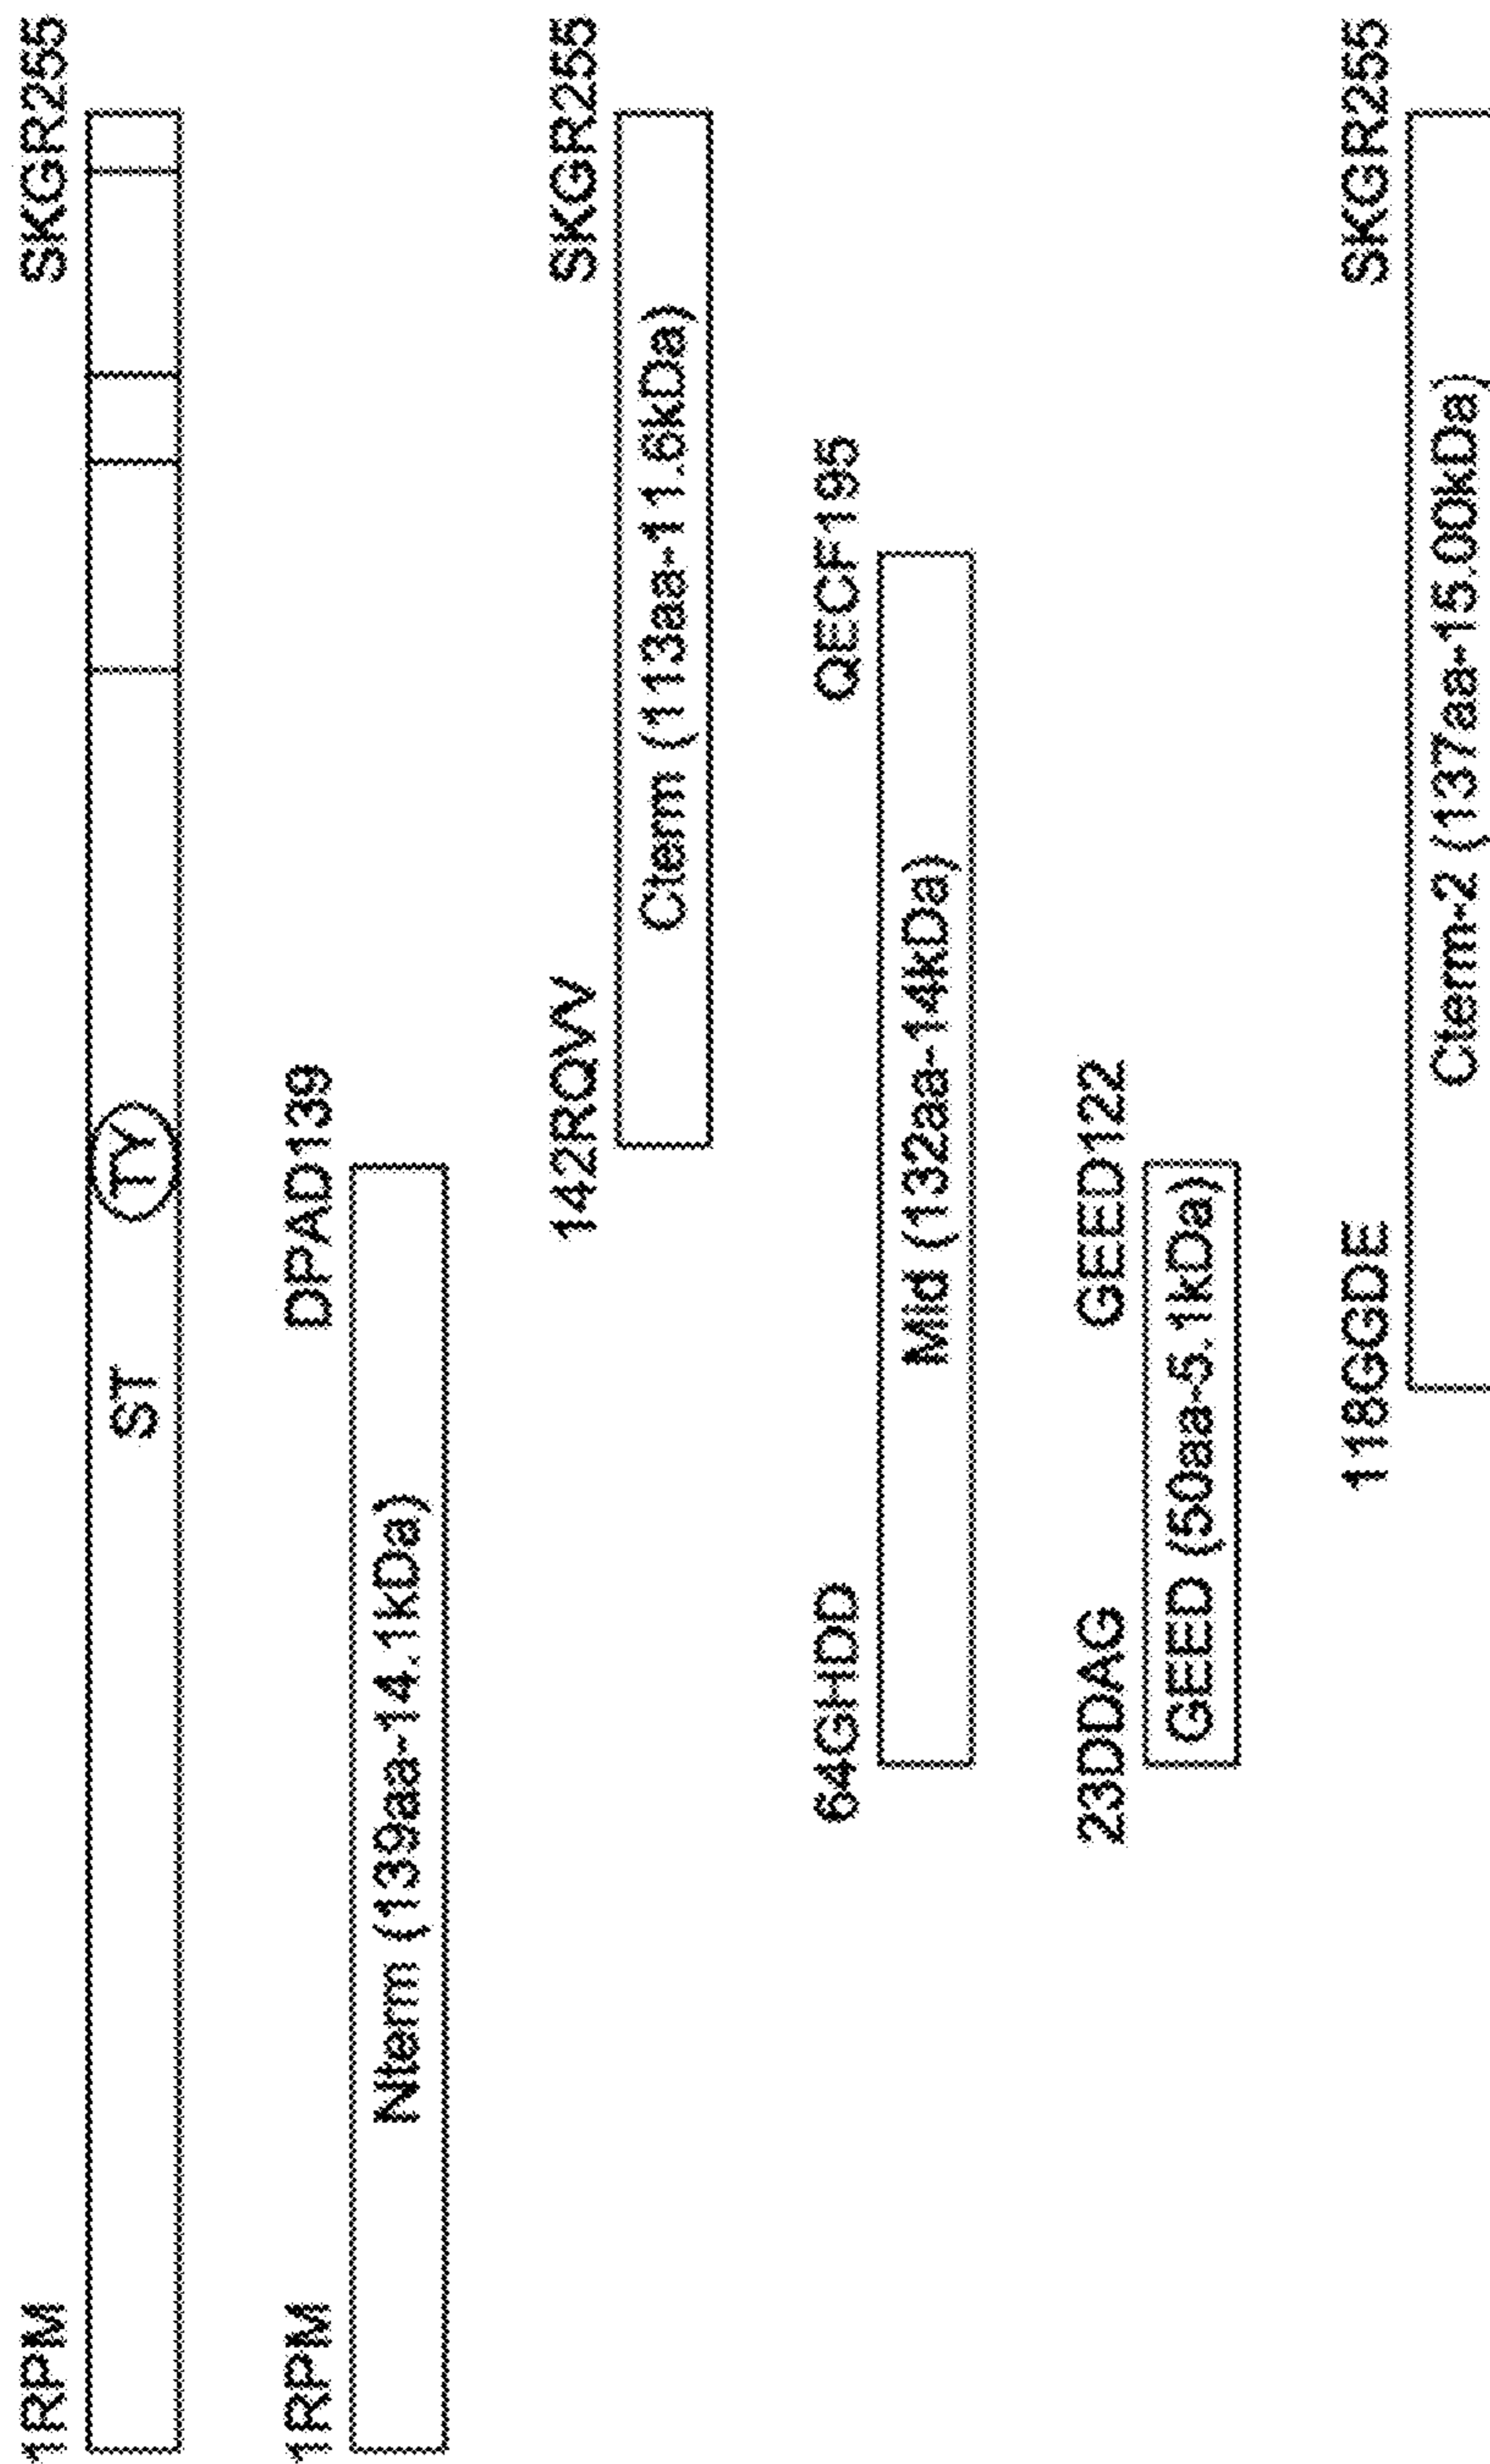 1RPM SKGR255
ST TY
1RPM DPAD139
Nterm (139aa-14.1kDa)
142RQVV SKGR255
Cterm (113aa-11.6kDa)
64GHDD QECF195
Mid (132aa-14kDa)
23DDAG GEED122
GEED (50aa-5.1kDa)
118GGDE SKGR255
Cterm-2 (137aa-15.00kDa)